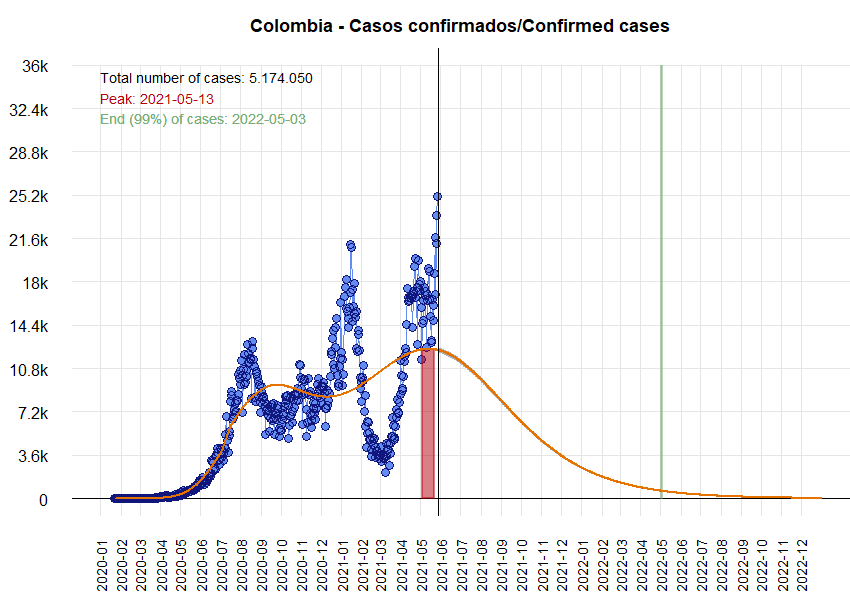 Colombia - Casos confirmados/Confirmed cases
36k
Total number of cases: 5.174.050
Peak: 2021-05-13
32.4k
End (99%) of cases: 2022-05-03
28.8k
25.2k
21.6k
18k
14.4k
10.8k
7.2k
3.6k
0
2020-01
2020-02
2020-03
2020-04
2020-05
2020-06
2020-07
2020-08
2020-09
2020-10
2020-11
2020-12
2021-01
2021-02
2021-03
2021-04
2021-05
2021-06
2021-07
2021-08
2021-09
2021-10
2021-11
2021-12
2022-01
2022-02
2022-03
2022-04
2022-05
2022-06
2022-07
2022-08
2022-09
2022-10
2022-11
2022-12